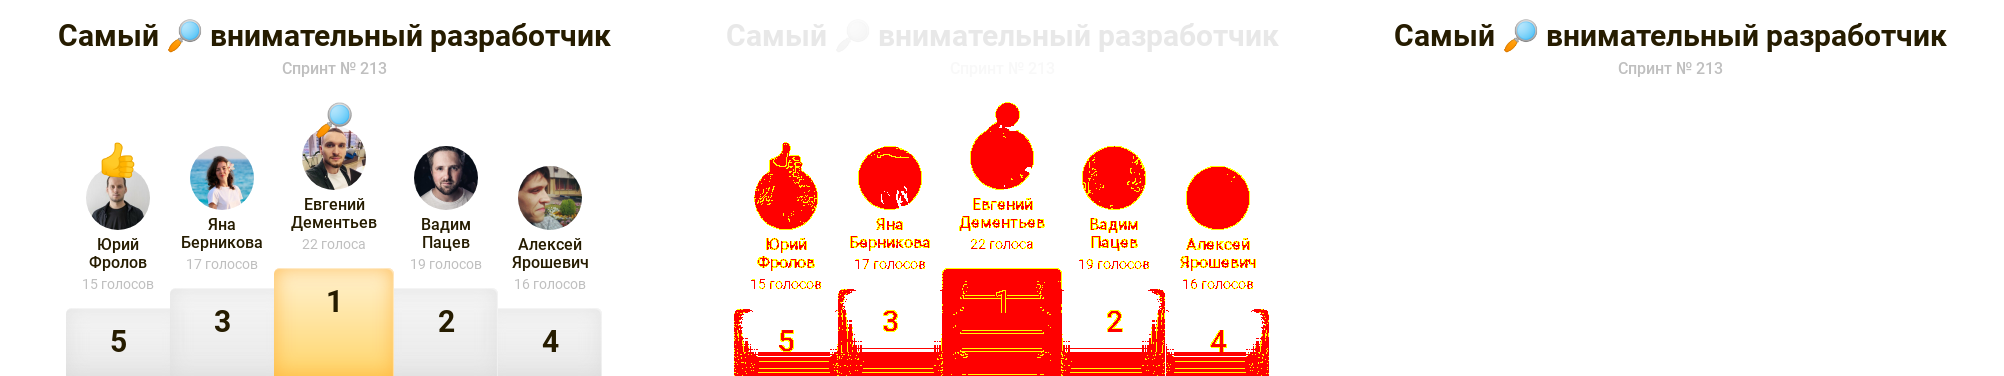 Самый 🔎 внимательный разработчик
Спринт № 213
Юрий
Фролов
15 голосов
5
Яна
Берникова
17 голосов
3
Евгений
Дементьев
22 голоса
1
Вадим
Пацев
19 голосов
2
Алексей
Ярошевич
16 голосов
4
Самый 🔎 внимательный разработчик
Спринт № 213
Юрий
Фролов
15 голосов
5
Яна
Берникова
17 голосов
3
Евгений
Дементьев
22 голоса
1
Вадим
Пацев
19 голосов
2
Алексей
Ярошевич
16 голосов
4
Самый 🔎 внимательный разработчик
Спринт № 213